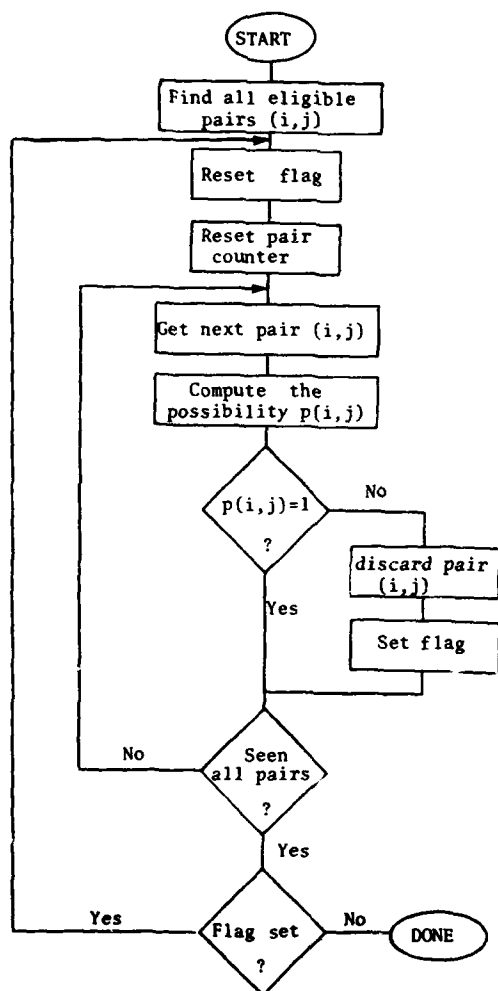 START
Find all eligible
pairs (i,j)
Reset flag
Reset pair
counter
Get next pair (i,j)
Compute the
possibility p(i,j)
p(i,j)=1
?
No
discard pair
(i,j)
Yes
Set flag
No
Seen
all pairs
?
Yes
Yes
Flag set
?
No
DONE